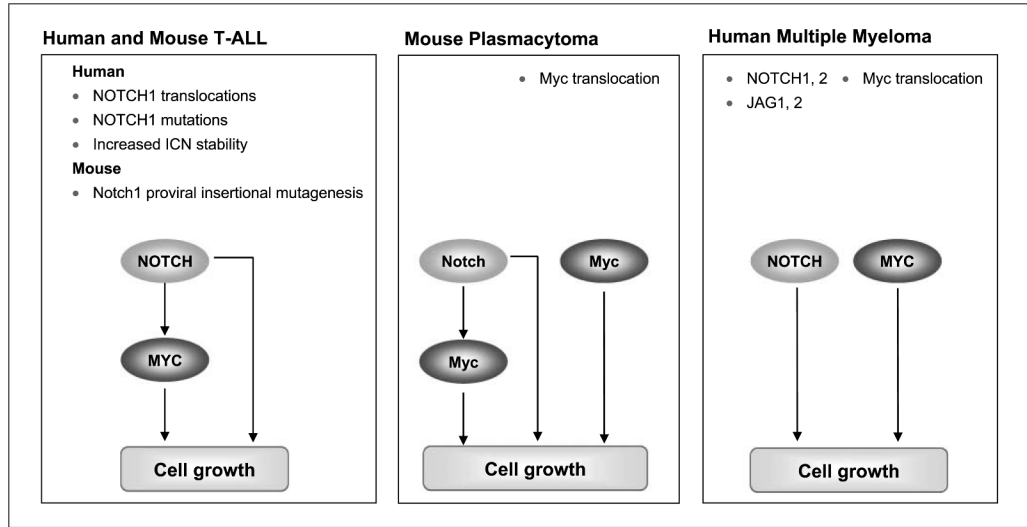 Human and Mouse T-ALL
Human
• NOTCH1 translocations
• NOTCH1 mutations
• Increased ICN stability
Mouse
• Notch1 proviral insertional mutagenesis
NOTCH
MYC
Cell growth
Mouse Plasmacytoma
• Myc translocation
Notch
Myc
Myc
Cell growth
Human Multiple Myeloma
• NOTCH1, 2 • Myc translocation
• JAG1, 2
NOTCH
MYC
Cell growth